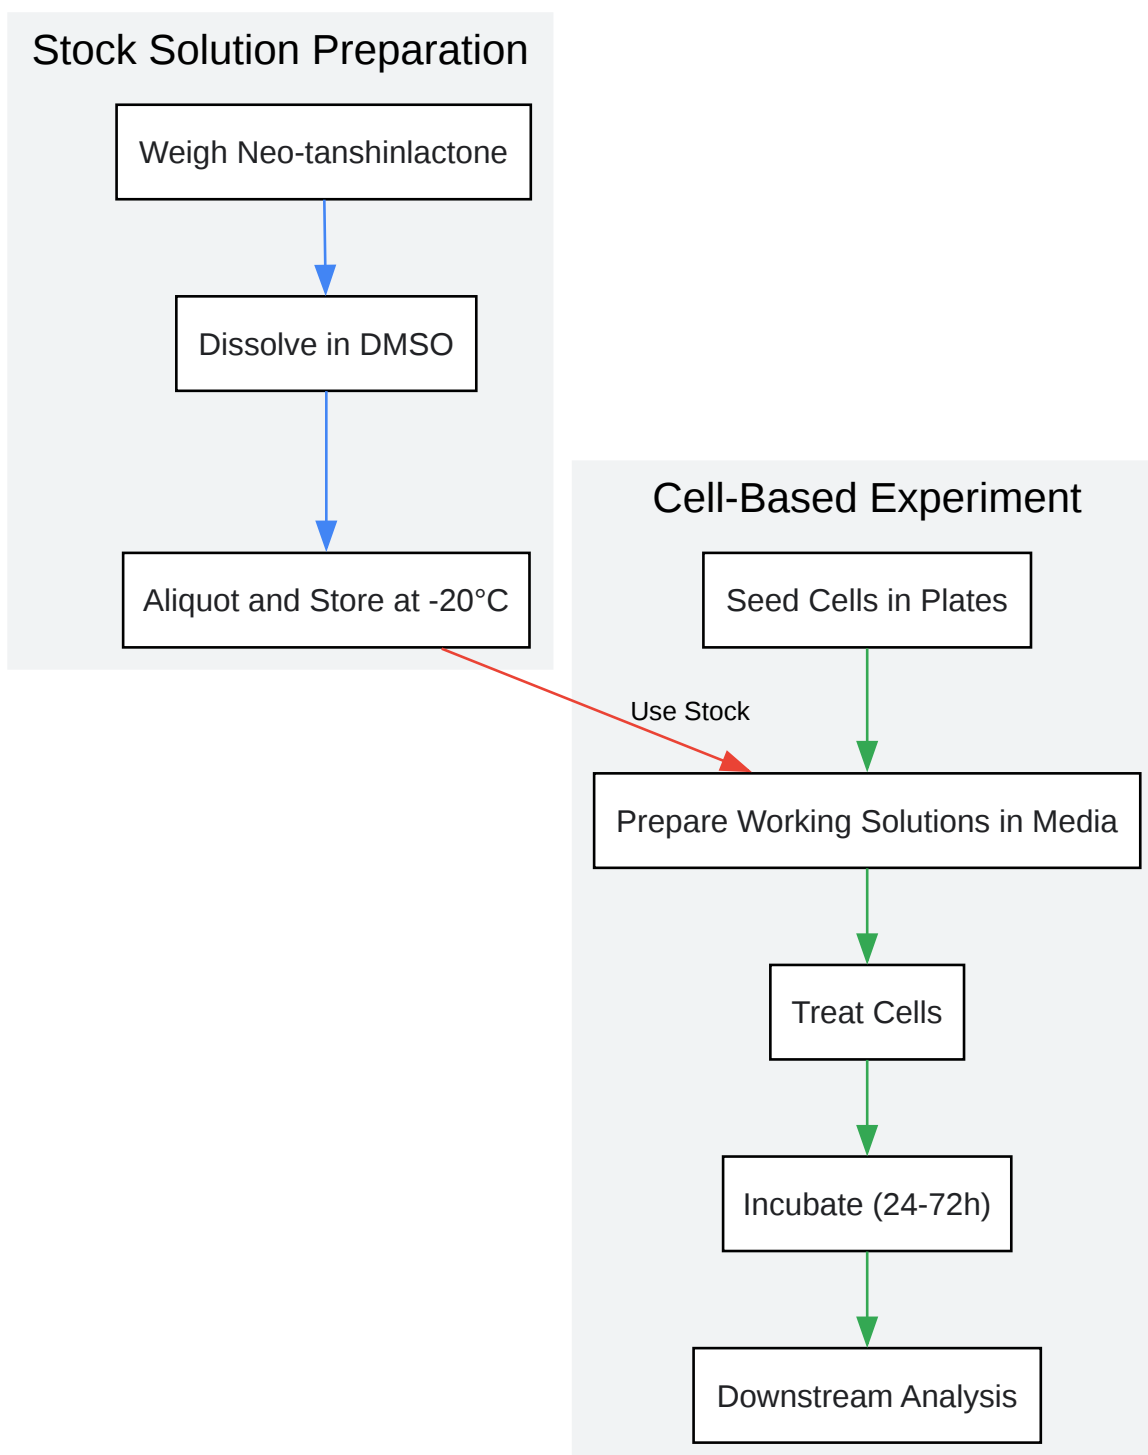 Stock Solution Preparation
Weigh Neo-tanshinlactone
Dissolve in DMSO
Aliquot and Store at -20°C
Use Stock
Cell-Based Experiment
Seed Cells in Plates
Prepare Working Solutions in Media
Treat Cells
Incubate (24-72h)
Downstream Analysis